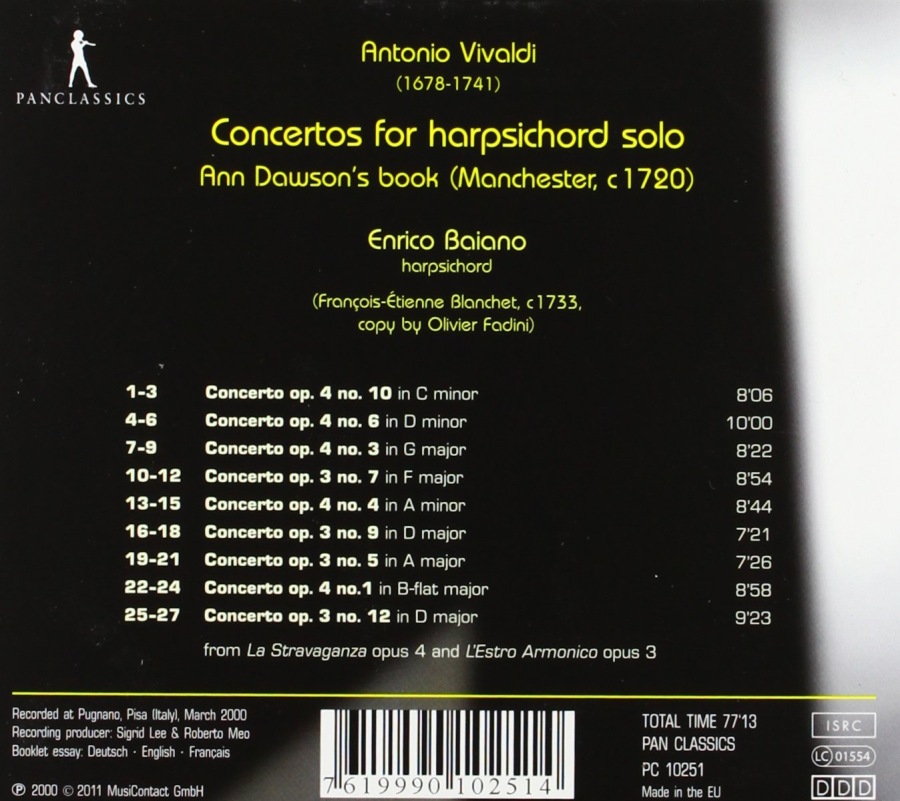 PANCLASSICS
Antonio Vivaldi
(1678-1741)
Concertos for harpsichord solo
Ann Dawson's book (Manchester, c 1720)
Enrico Baiano
harpsichord
(François-Étienne Blanchet, c 1733,
copy by Olivier Fadini)
1-3 Concerto op. 4 no. 10 in C minor 8'06
4-6 Concerto op. 4 no. 6 in D minor 10'00
7-9 Concerto op. 4 no. 3 in G major 8'22
10-12 Concerto op. 3 no. 7 in F major 8'54
13-15 Concerto op. 4 no. 4 in A minor 8'44
16-18 Concerto op. 3 no. 9 in D major 7'21
19-21 Concerto op. 3 no. 5 in A major 7'26
22-24 Concerto op. 4 no.1 in B-flat major 8'58
25-27 Concerto op. 3 no. 12 in D major 9'23
from La Stravaganza opus 4 and L'Estro Armonico opus 3
Recorded at Pugnano, Pisa (Italy), March 2000
Recording producer: Sigrid Lee & Roberto Meo
Booklet essay: Deutsch · English · Français
℗ 2000 © 2011 MusiContact GmbH
7 619990 102514
TOTAL TIME 77'13
PAN CLASSICS
PC 10251
Made in the EU
ISRC
LC 01554
DDD